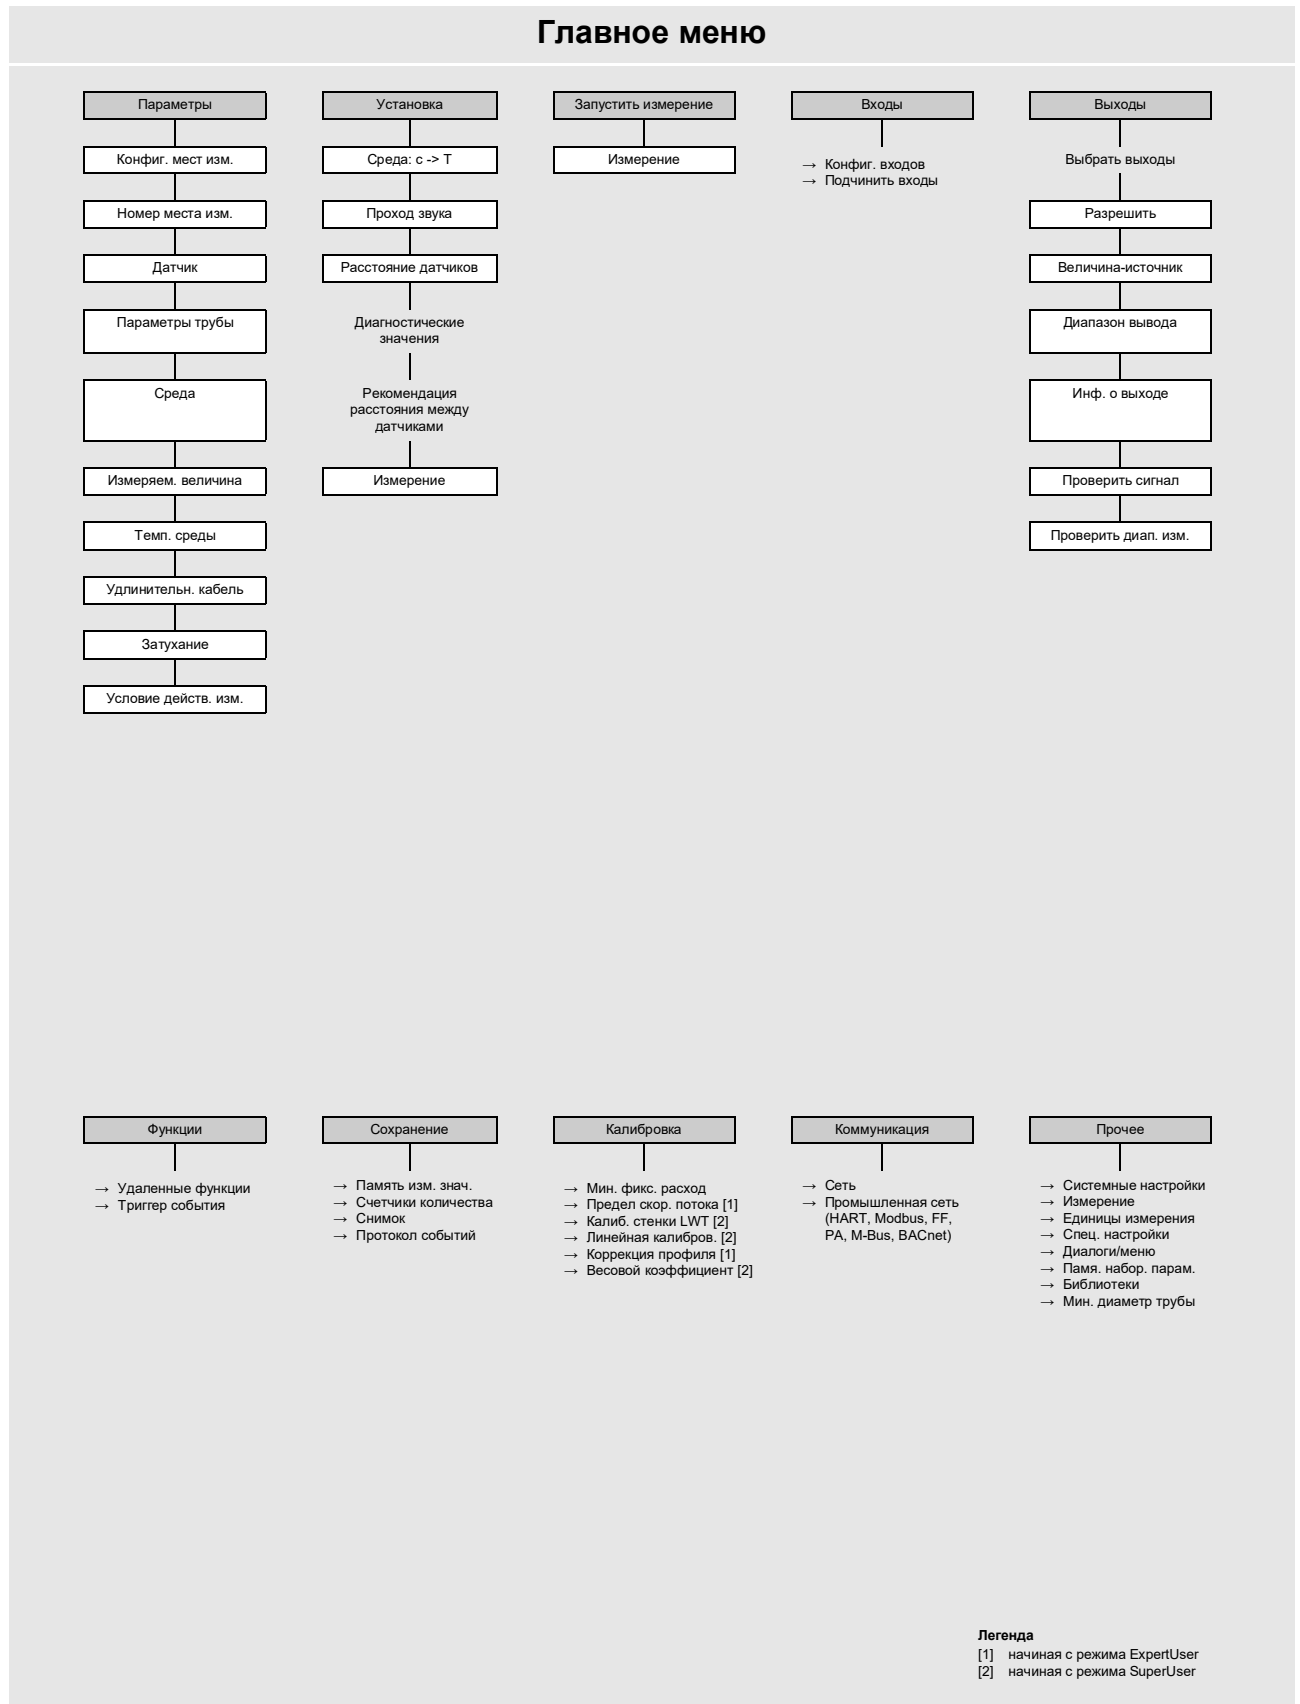 Главное меню
Параметры
Конфиг. мест изм.
Номер места изм.
Датчик
Параметры трубы
Среда
Измеряем. величина
Темп. среды
Удлинительн. кабель
Затухание
Условие действ. изм.
Установка
Среда: c -> T
Проход звука
Расстояние датчиков
Диагностические
значения
Рекомендация
расстояния между
датчиками
Измерение
Запустить измерение
Измерение
Входы
→ Конфиг. входов
→ Подчинить входы
Выходы
Выбрать выходы
Разрешить
Величина-источник
Диапазон вывода
Инф. о выходе
Проверить сигнал
Проверить диап. изм.
Функции
→ Удаленные функции
→ Триггер события
Сохранение
→ Память изм. знач.
→ Счетчики количества
→ Снимок
→ Протокол событий
Калибровка
→ Мин. фикс. расход
→ Предел скор. потока [1]
→ Калиб. стенки LWT [2]
→ Линейная калибров. [2]
→ Коррекция профиля [1]
→ Весовой коэффициент [2]
Коммуникация
→ Сеть
→ Промышленная сеть
(HART, Modbus, FF,
PA, M-Bus, BACnet)
Прочее
→ Системные настройки
→ Измерение
→ Единицы измерения
→ Спец. настройки
→ Диалоги/меню
→ Памя. набор. парам.
→ Библиотеки
→ Мин. диаметр трубы
Легенда
[1] начиная с режима ExpertUser
[2] начиная с режима SuperUser